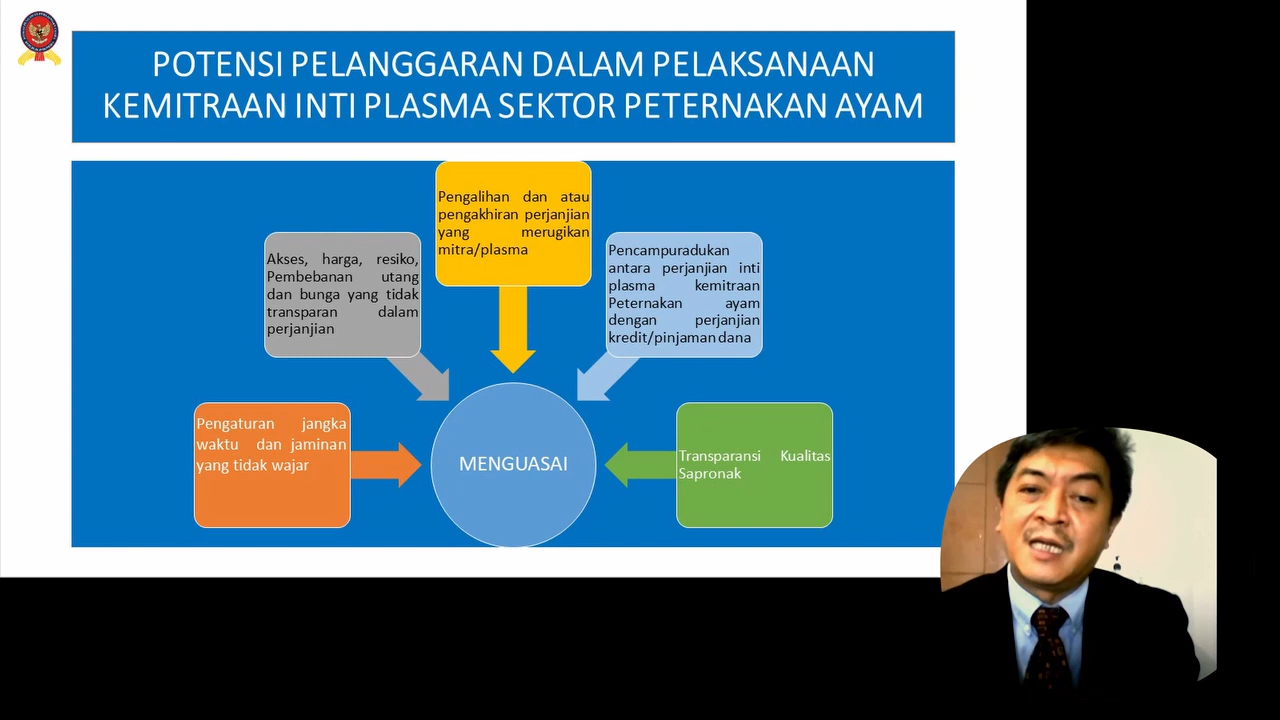 POTENSI PELANGGARAN DALAM PELAKSANAAN
KEMITRAAN INTI PLASMA SEKTOR PETERNAKAN AYAM
Pengalihan dan atau
pengakhiran perjanjian
yang merugikan
mitra/plasma
Akses, harga, resiko,
Pembebanan utang
dan bunga yang tidak
transparan dalam
perjanjian
Pencampuradukan
antara perjanjian inti
plasma kemitraan
Peternakan ayam
dengan perjanjian
kredit/pinjaman dana
Pengaturan jangka
waktu dan jaminan
yang tidak wajar
MENGUASAI
Transparansi Kualitas
Sapronak